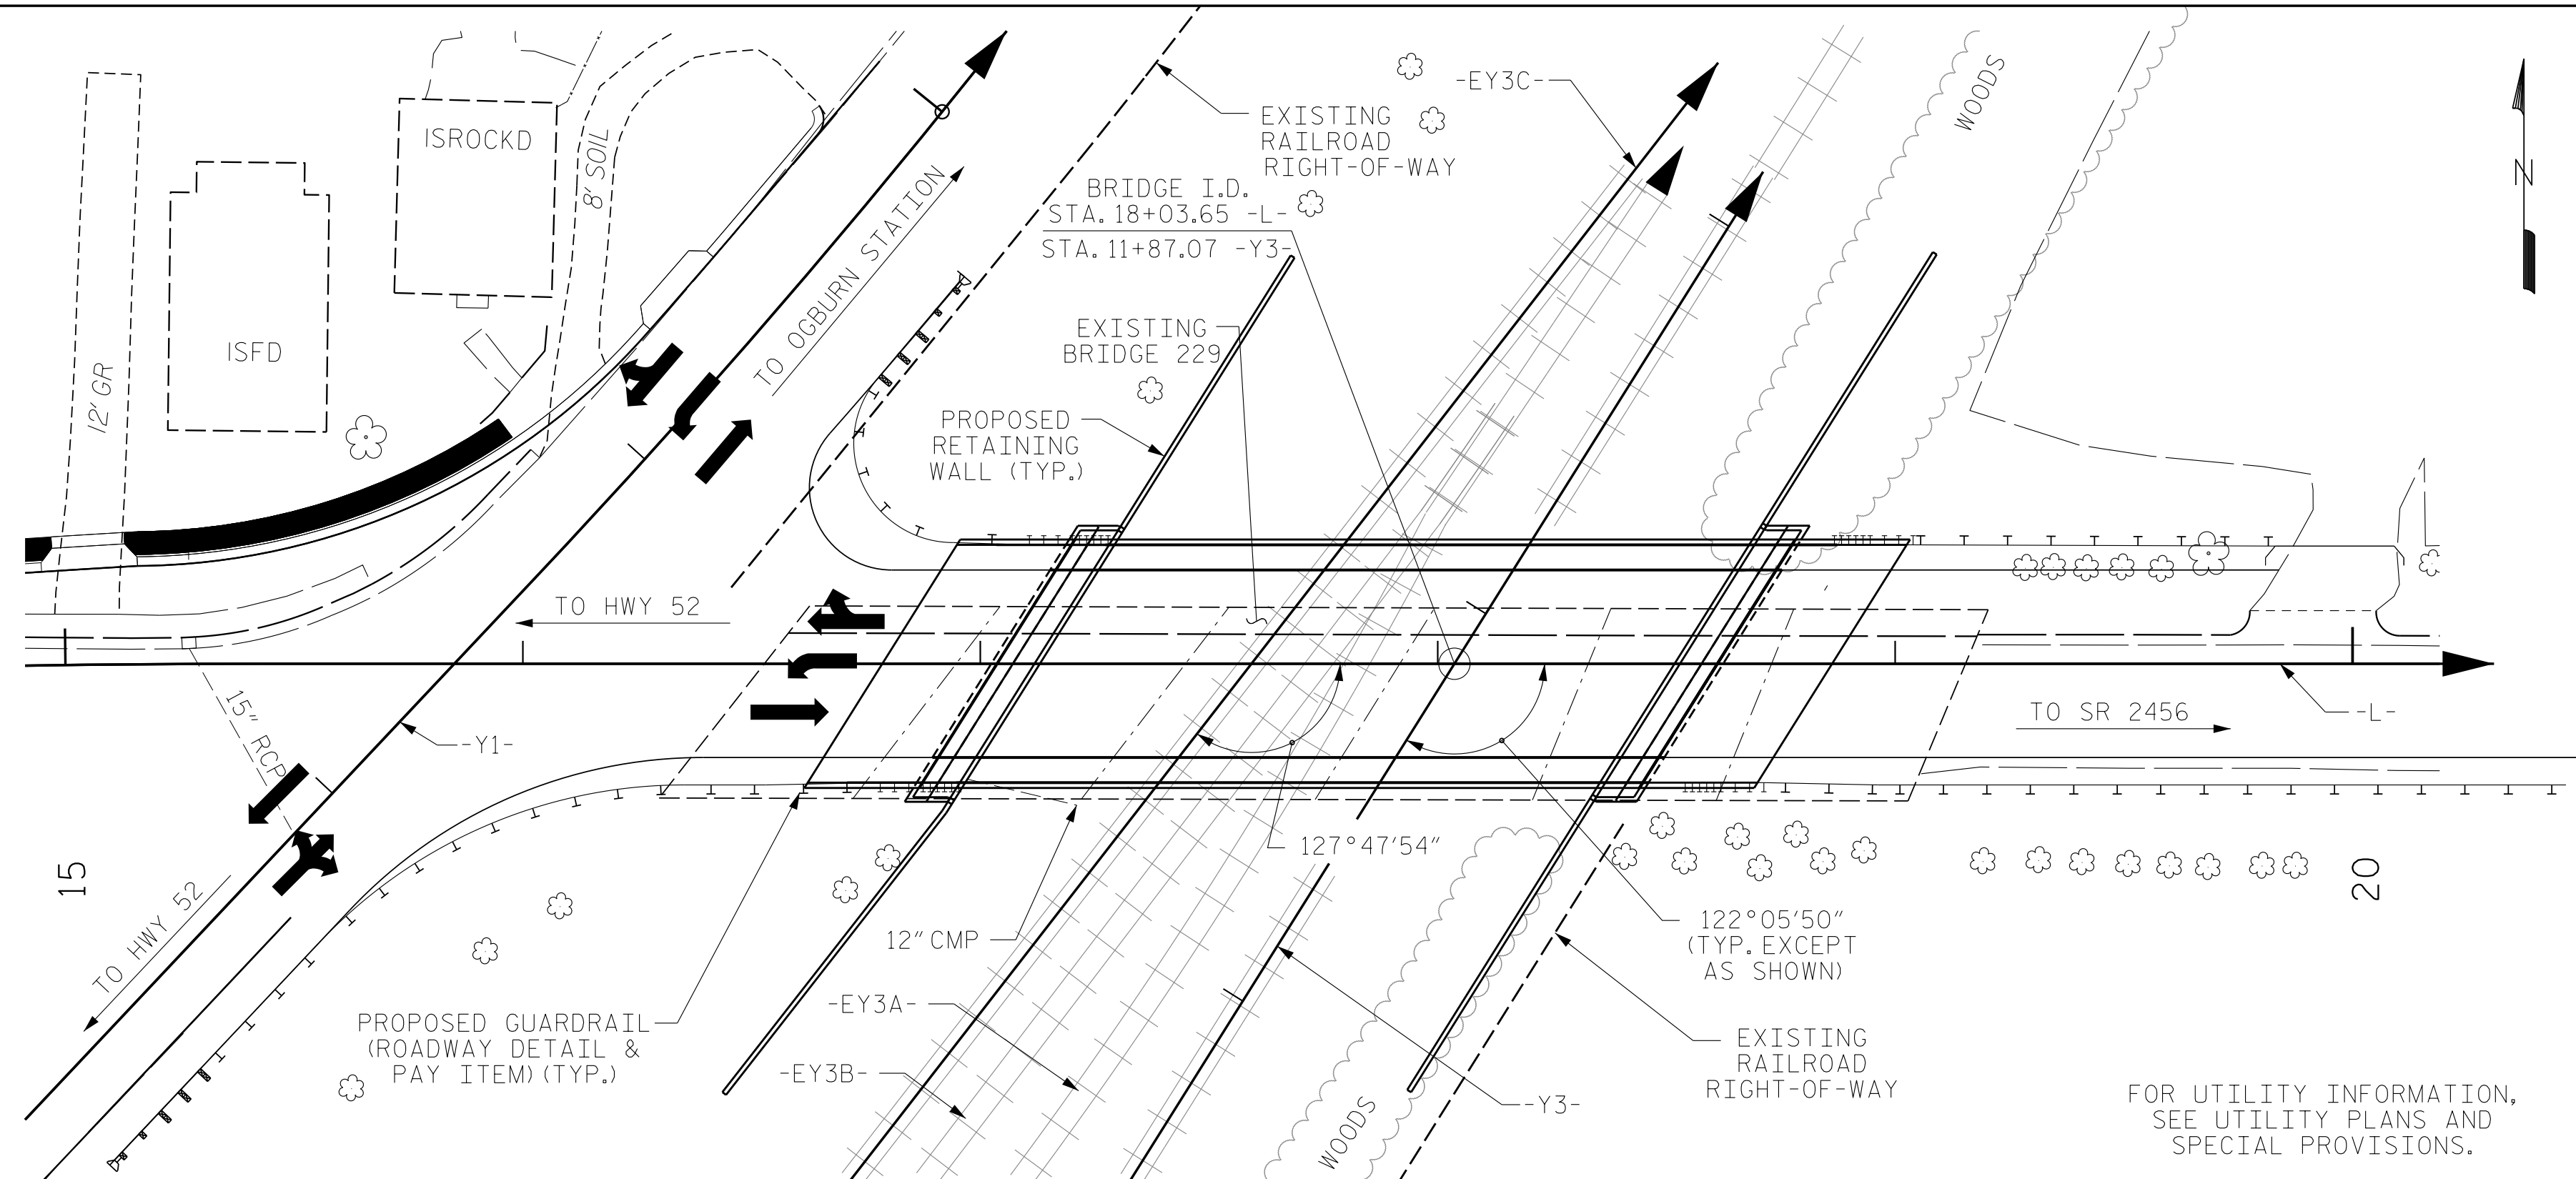 ISROCKD
8' SOIL
ISFD
12' GR
TO OGBURN STATION
EXISTING
RAILROAD
RIGHT-OF-WAY
BRIDGE I.D.
STA. 18+03.65 -L-
STA. 11+87.07 -Y3-
-EY3C-
WOODS
N
EXISTING
BRIDGE 229
PROPOSED
RETAINING
WALL (TYP.)
TO HWY 52
15" RCP
-Y1-
TO SR 2456
-L-
15
20
TO HWY 52
127°47'54"
12" CMP
122°05'50"
(TYP. EXCEPT
AS SHOWN)
-EY3A-
PROPOSED GUARDRAIL
(ROADWAY DETAIL &
PAY ITEM) (TYP.)
-EY3B-
-Y3-
EXISTING
RAILROAD
RIGHT-OF-WAY
WOODS
FOR UTILITY INFORMATION,
SEE UTILITY PLANS AND
SPECIAL PROVISIONS.